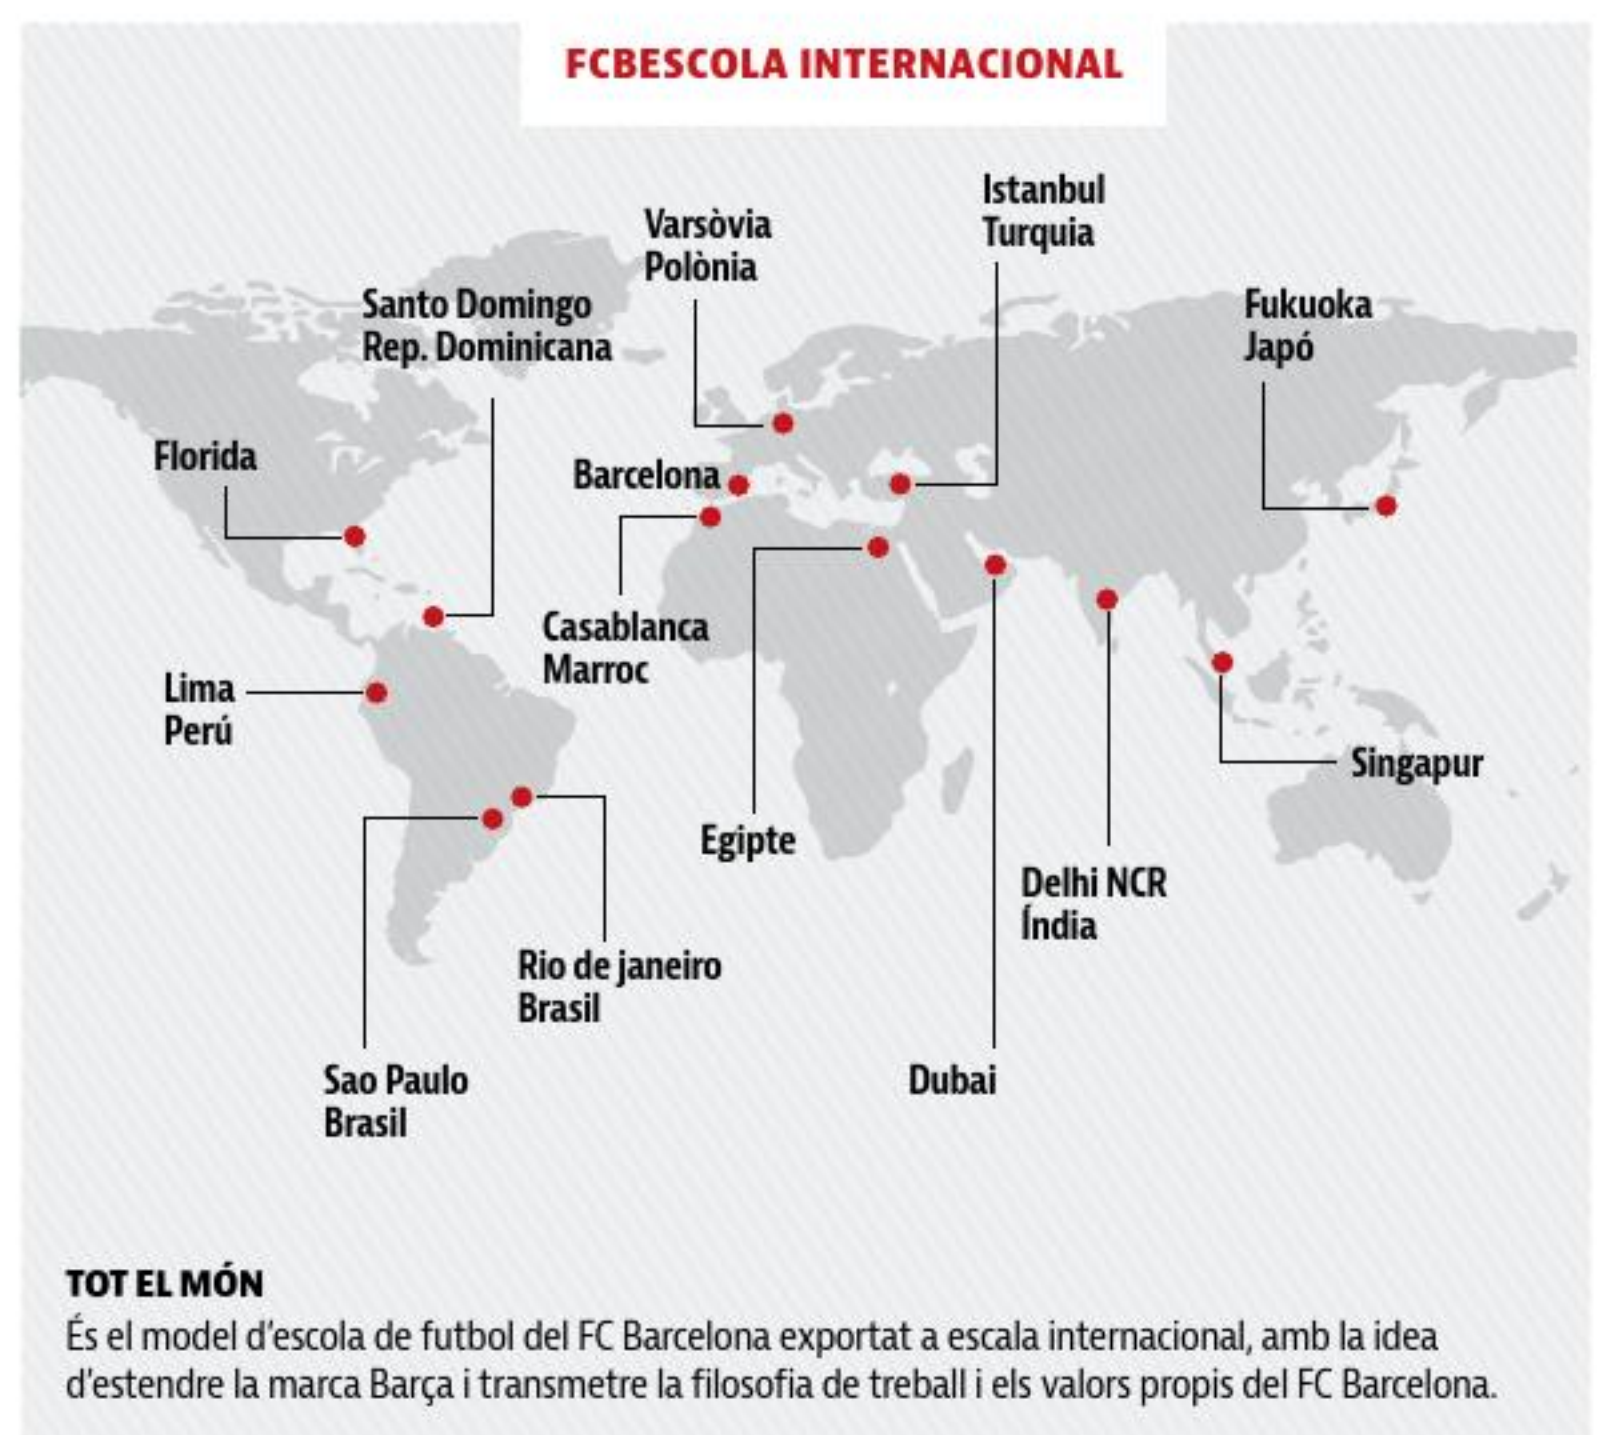 FCBESCOLA INTERNACIONAL
Istanbul
Turquia
Varsòvia
Polònia
Santo Domingo
Rep. Dominicana
Fukuoka
Japó
Florida
Barcelona
Casablanca
Marroc
Lima
Perú
Singapur
Egipte
Delhi NCR
Índia
Rio de janeiro
Brasil
Sao Paulo
Brasil
Dubai
TOT EL MÓN
És el model d'escola de futbol del FC Barcelona exportat a escala internacional, amb la idea
d'estendre la marca Barça i transmetre la filosofia de treball i els valors propis del FC Barcelona.